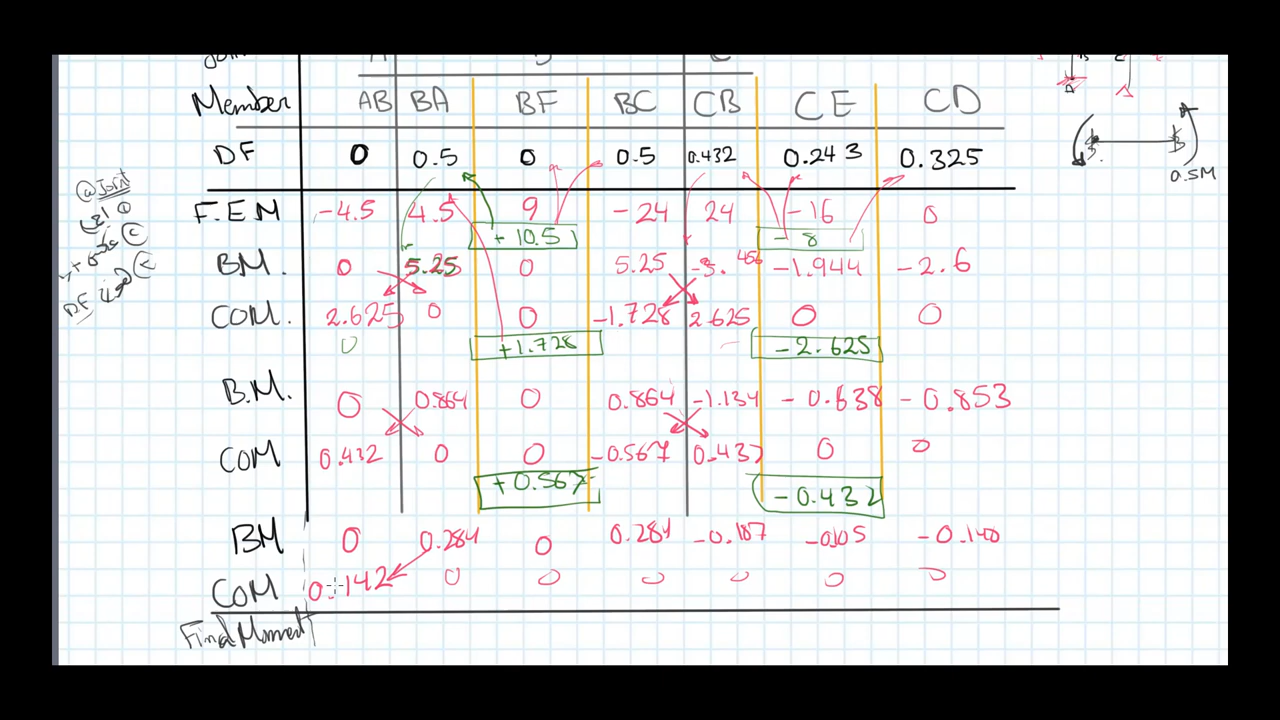 Member AB BA BF BC CB CE CD
DF 0 0.5 0 0.5 0.432 0.243 0.325
0.5M
@Joint
F.E.M -4.5 4.5 9 -24 24 -16 0
+10.5 -8
BM. 0 5.25 0 5.25 -3.456 -1.944 -2.6
COM. 2.625 0 0 -1.728 2.625 0 0
0 +1.728 -2.625
B.M. 0 0.864 0 0.864 -1.134 -0.638 -0.853
COM 0.432 0 0 -0.567 0.432 0 0
+0.567 -0.432
BM 0 0.284 0 0.284 -0.187 -0.105 -0.140
COM 0.142 0 0 0 0 0 0
Final Moment